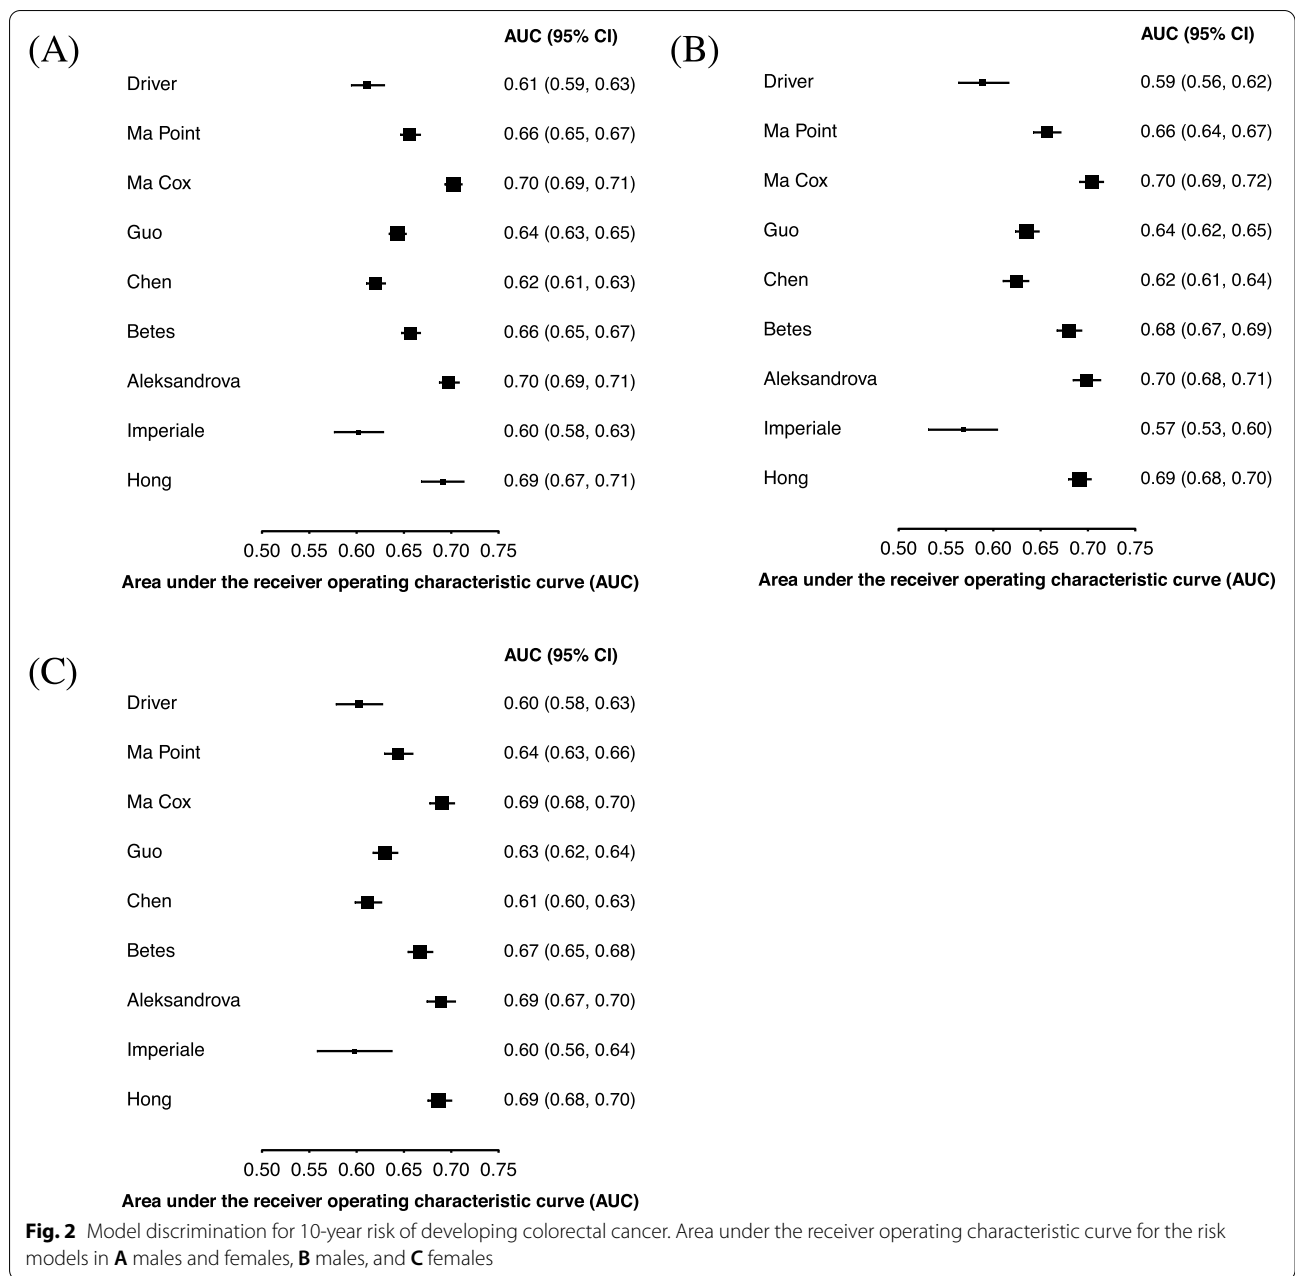 (A)
AUC (95% CI)
Driver 0.61 (0.59, 0.63)
Ma Point 0.66 (0.65, 0.67)
Ma Cox 0.70 (0.69, 0.71)
Guo 0.64 (0.63, 0.65)
Chen 0.62 (0.61, 0.63)
Betes 0.66 (0.65, 0.67)
Aleksandrova 0.70 (0.69, 0.71)
Imperiale 0.60 (0.58, 0.63)
Hong 0.69 (0.67, 0.71)
0.50 0.55 0.60 0.65 0.70 0.75
Area under the receiver operating characteristic curve (AUC)
(B)
AUC (95% CI)
Driver 0.59 (0.56, 0.62)
Ma Point 0.66 (0.64, 0.67)
Ma Cox 0.70 (0.69, 0.72)
Guo 0.64 (0.62, 0.65)
Chen 0.62 (0.61, 0.64)
Betes 0.68 (0.67, 0.69)
Aleksandrova 0.70 (0.68, 0.71)
Imperiale 0.57 (0.53, 0.60)
Hong 0.69 (0.68, 0.70)
0.50 0.55 0.60 0.65 0.70 0.75
Area under the receiver operating characteristic curve (AUC)
(C)
AUC (95% CI)
Driver 0.60 (0.58, 0.63)
Ma Point 0.64 (0.63, 0.66)
Ma Cox 0.69 (0.68, 0.70)
Guo 0.63 (0.62, 0.64)
Chen 0.61 (0.60, 0.63)
Betes 0.67 (0.65, 0.68)
Aleksandrova 0.69 (0.67, 0.70)
Imperiale 0.60 (0.56, 0.64)
Hong 0.69 (0.68, 0.70)
0.50 0.55 0.60 0.65 0.70 0.75
Area under the receiver operating characteristic curve (AUC)
Fig. 2 Model discrimination for 10-year risk of developing colorectal cancer. Area under the receiver operating characteristic curve for the risk
models in A males and females, B males, and C females